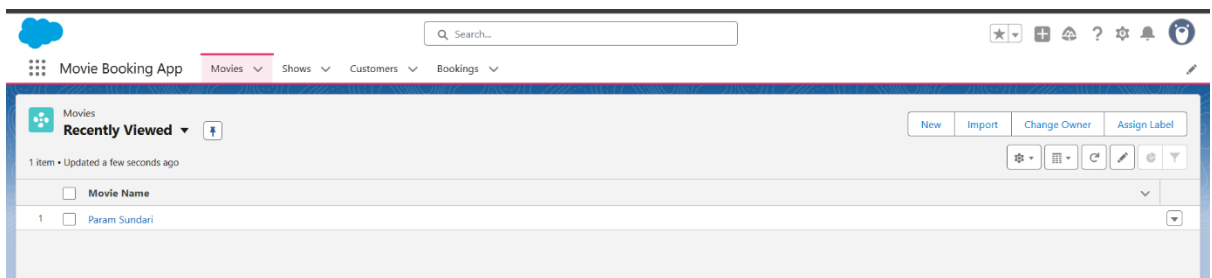 Search...
?
Movie Booking App Movies Shows Customers Bookings
Movies
Recently Viewed
New Import Change Owner Assign Label
1 item • Updated a few seconds ago
Movie Name
1 Param Sundari